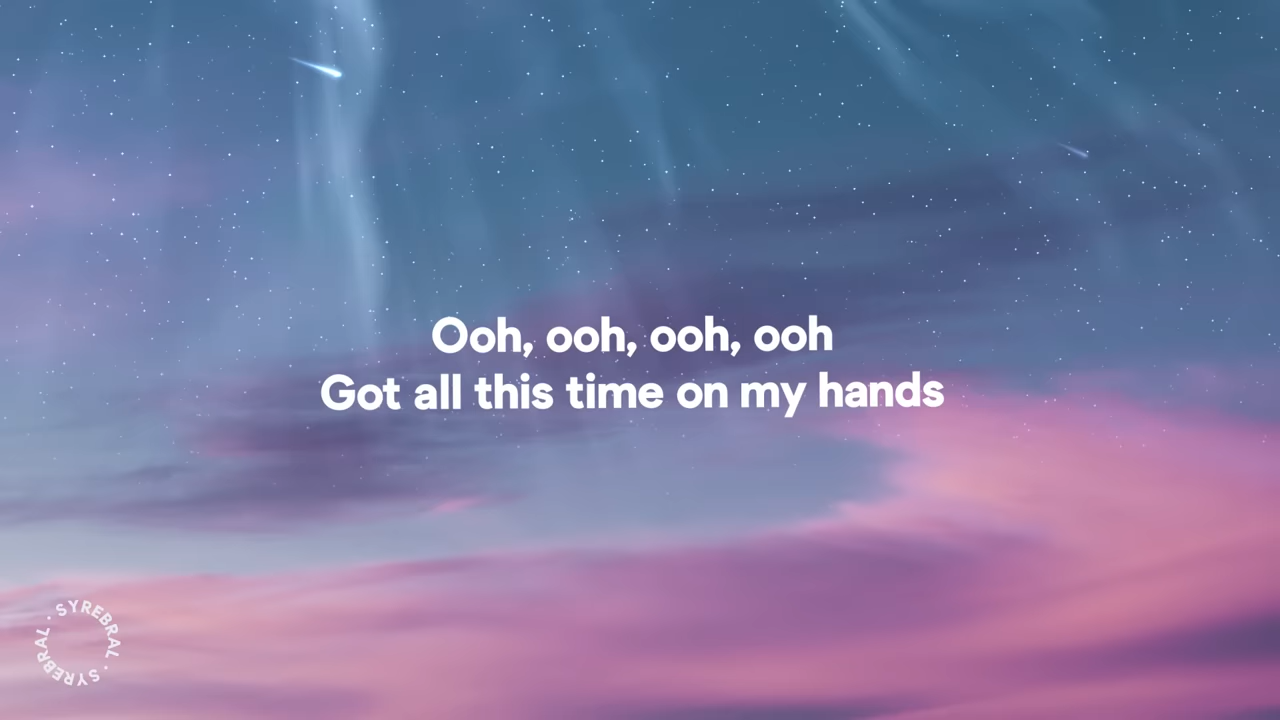 Ooh, ooh, ooh, ooh
Got all this time on my hands
SYREBRAL · SYREBRAL ·